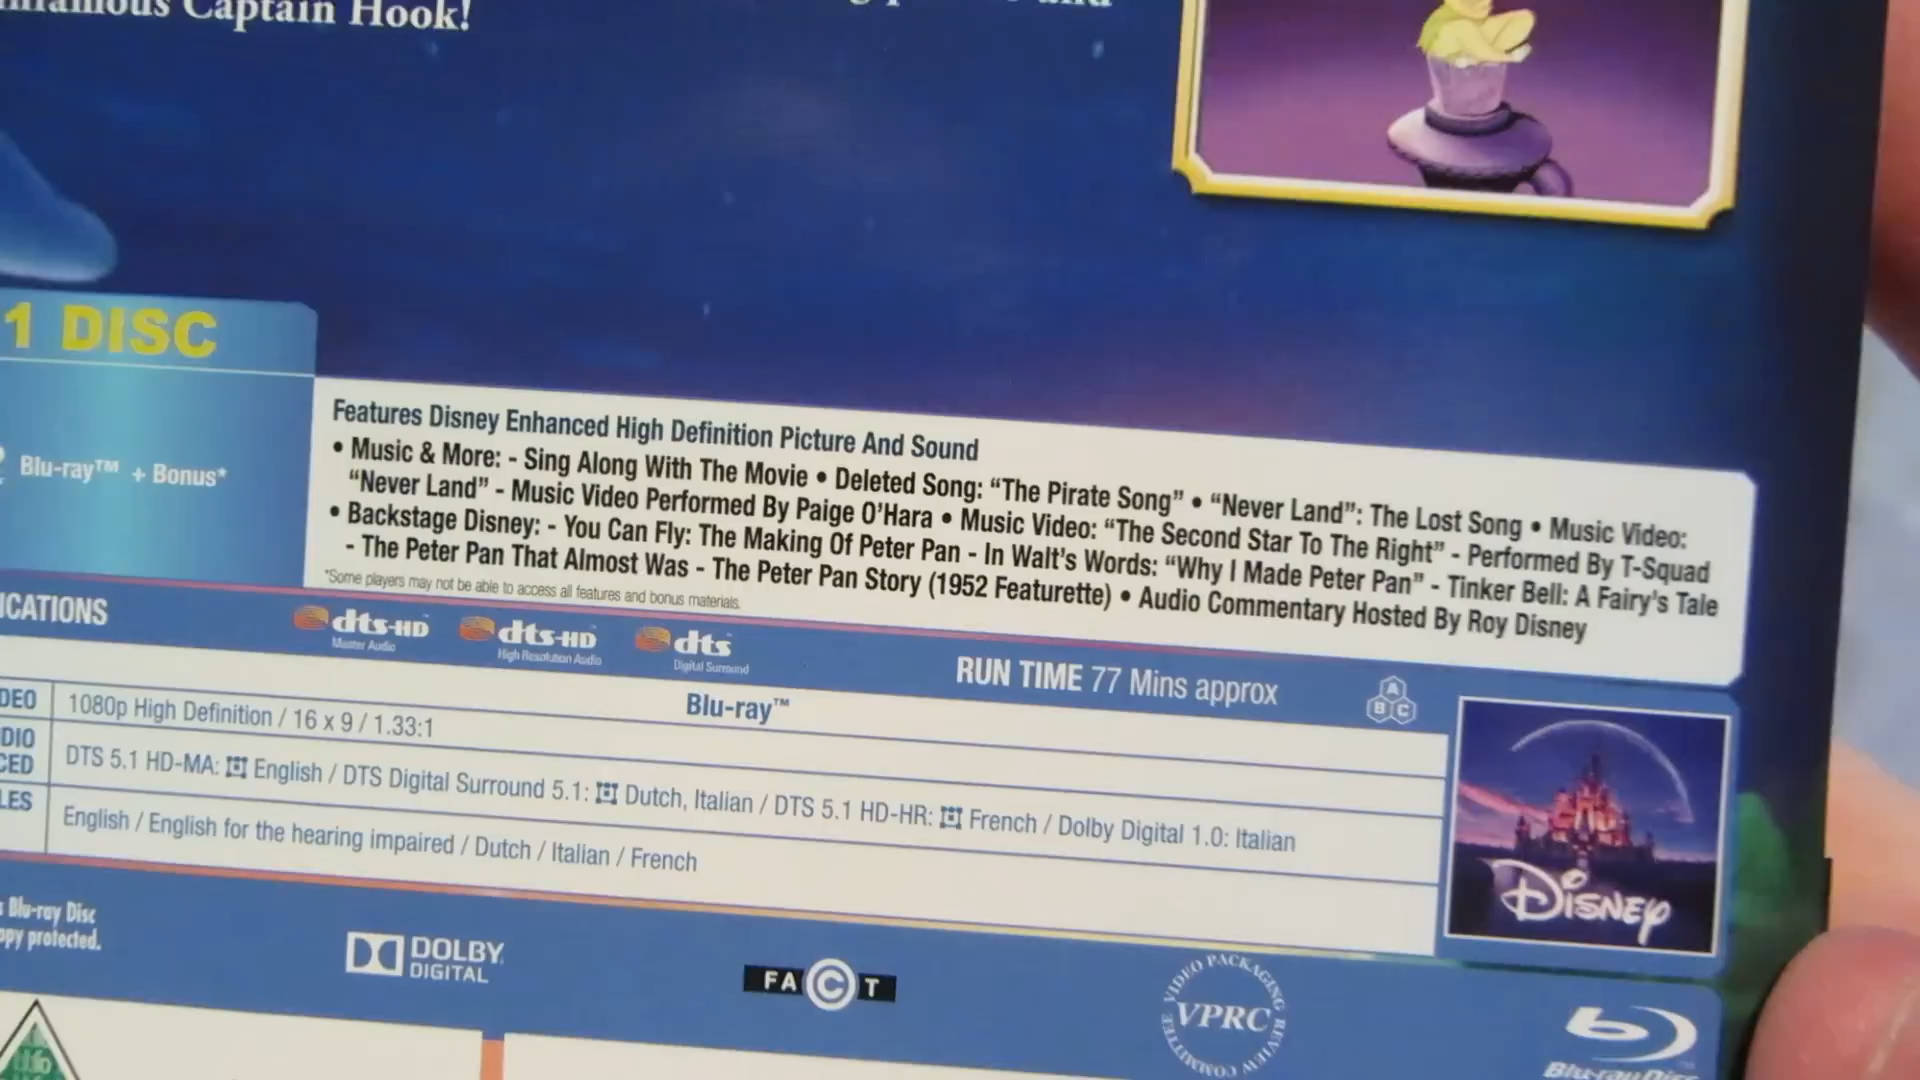 Captain Hook!
1 DISC
Blu-ray™ + Bonus*
Features Disney Enhanced High Definition Picture And Sound
• Music & More: - Sing Along With The Movie • Deleted Song: “The Pirate Song” • “Never Land”: The Lost Song • Music Video:
“Never Land” - Music Video Performed By Paige O’Hara • Music Video: “The Second Star To The Right” - Performed By T-Squad
• Backstage Disney: - You Can Fly: The Making Of Peter Pan - In Walt’s Words: “Why I Made Peter Pan” - Tinker Bell: A Fairy’s Tale
- The Peter Pan That Almost Was - The Peter Pan Story (1952 Featurette) • Audio Commentary Hosted By Roy Disney
*Some players may not be able to access all features and bonus materials.
ICATIONS
dts-HD Master Audio
dts-HD High Resolution Audio
dts Digital Surround
RUN TIME 77 Mins approx
A B C
Blu-ray™
DEO
1080p High Definition / 16 x 9 / 1.33:1
DIO
CED
DTS 5.1 HD-MA: English / DTS Digital Surround 5.1: Dutch, Italian / DTS 5.1 HD-HR: French / Dolby Digital 1.0: Italian
LES
English / English for the hearing impaired / Dutch / Italian / French
Disney
Blu-ray Disc
opy protected.
DOLBY
DIGITAL
FACT
VIDEO PACKAGING REVIEW COMMITTEE
VPRC
Blu-ray Disc